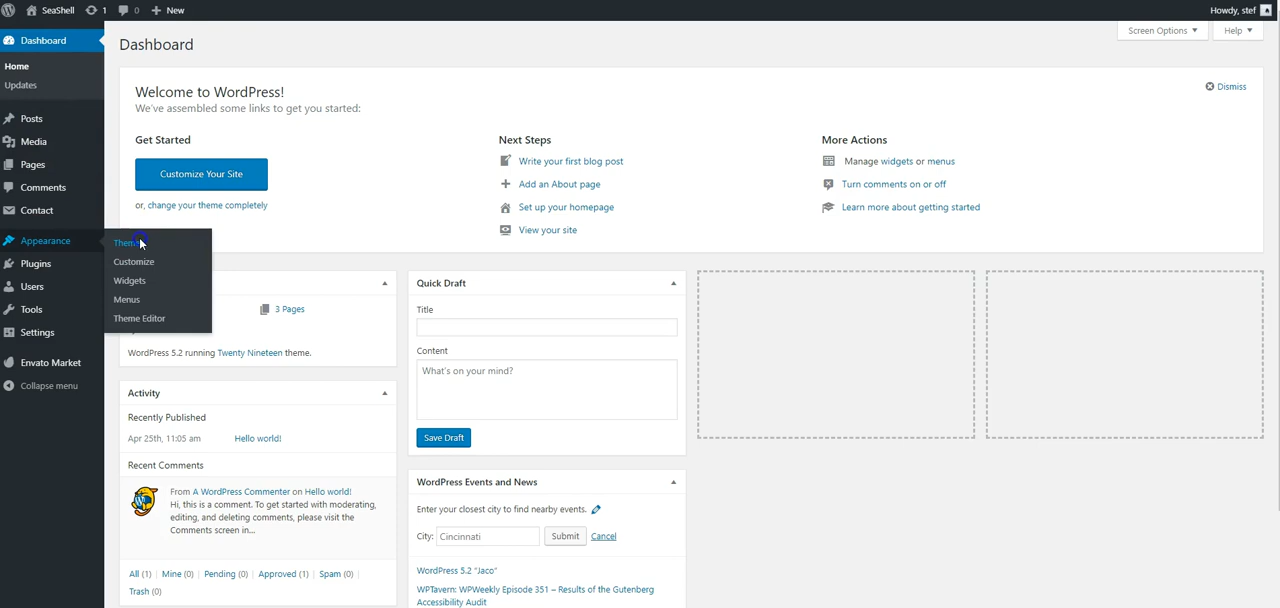 SeaShell 1 0 New
Howdy, stef
Dashboard
Home
Updates
Posts
Media
Pages
Comments
Contact
Appearance
Plugins
Users
Tools
Settings
Envato Market
Collapse menu
Customize
Widgets
Menus
Theme Editor
Dashboard
Screen Options
Help
Welcome to WordPress!
We've assembled some links to get you started:
Dismiss
Get Started
Customize Your Site
or, change your theme completely
Next Steps
Write your first blog post
Add an About page
Set up your homepage
View your site
More Actions
Manage widgets or menus
Turn comments on or off
Learn more about getting started
3 Pages
WordPress 5.2 running Twenty Nineteen theme.
Activity
Recently Published
Apr 25th, 11:05 am Hello world!
Recent Comments
From A WordPress Commenter on Hello world!
Hi, this is a comment. To get started with moderating,
editing, and deleting comments, please visit the
Comments screen in...
All (1) Mine (0) Pending (0) Approved (1) Spam (0)
Trash (0)
Quick Draft
Title
Content
What's on your mind?
Save Draft
WordPress Events and News
Enter your closest city to find nearby events.
City: Cincinnati Submit Cancel
WordPress 5.2 "Jaco"
WPTavern: WPWeekly Episode 351 – Results of the Gutenberg
Accessibility Audit